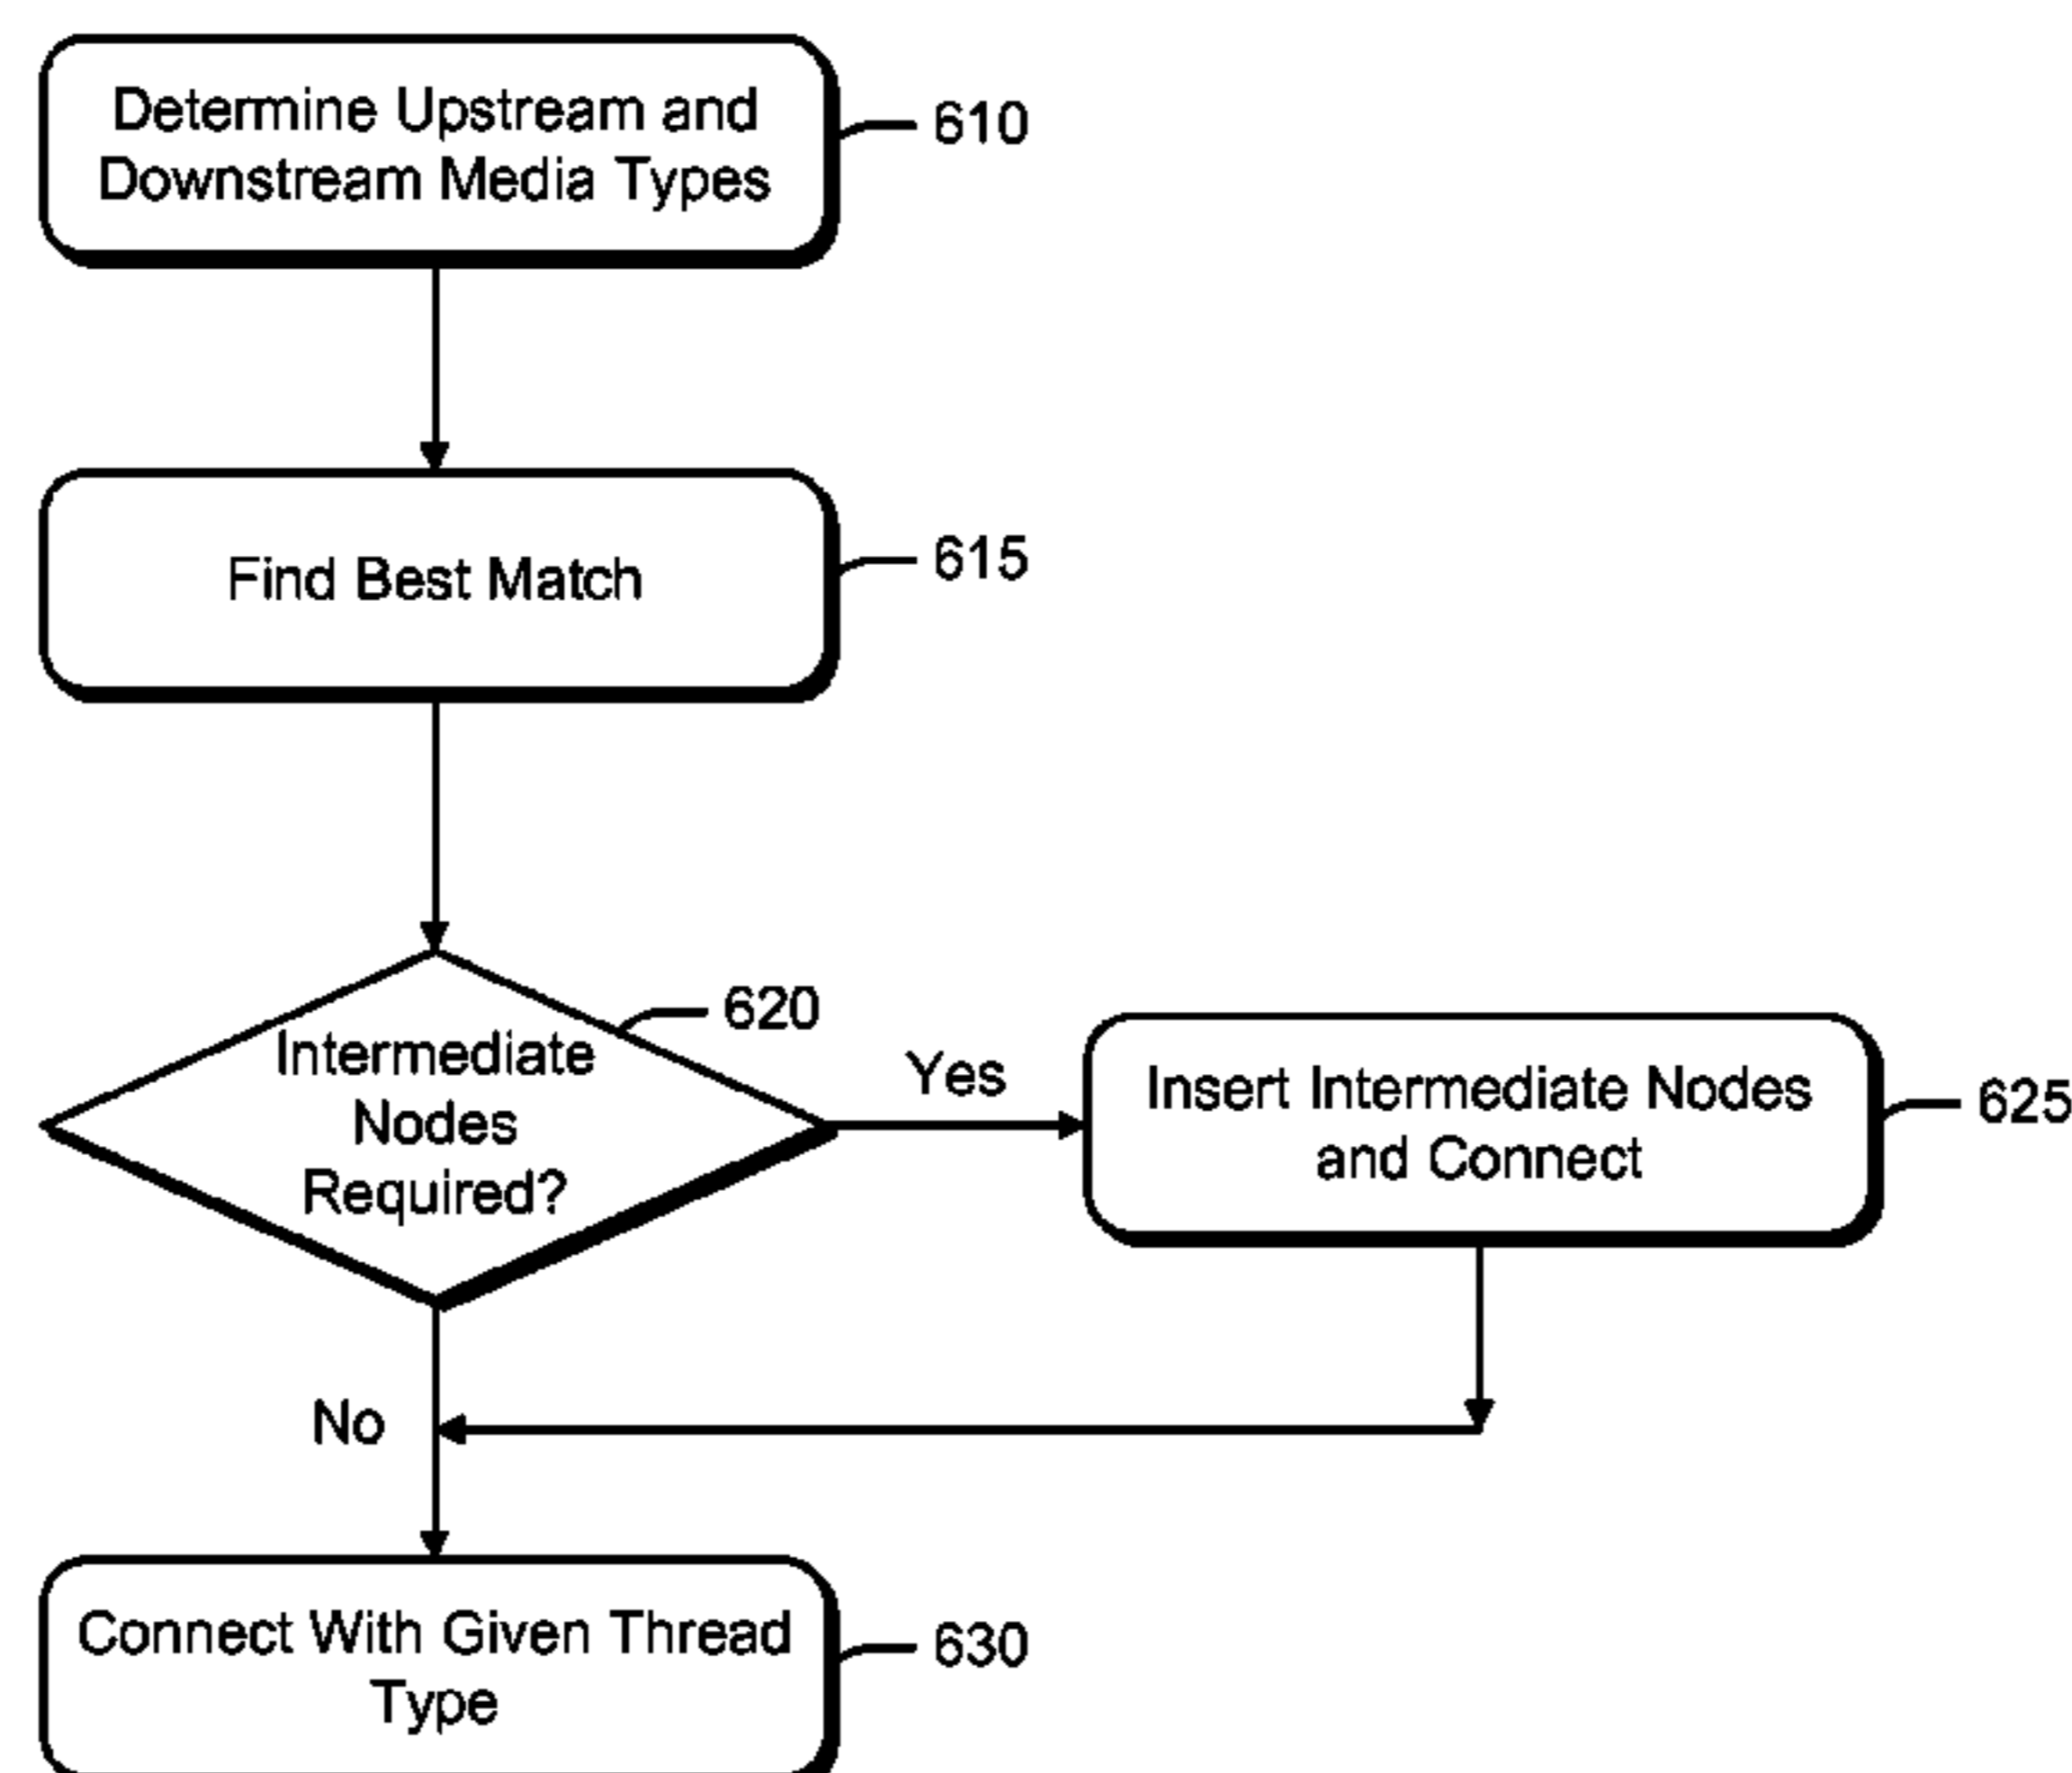 Determine Upstream and
Downstream Media Types
610
Find Best Match
615
620
Intermediate
Nodes
Required?
Yes
Insert Intermediate Nodes
and Connect
625
No
Connect With Given Thread
Type
630